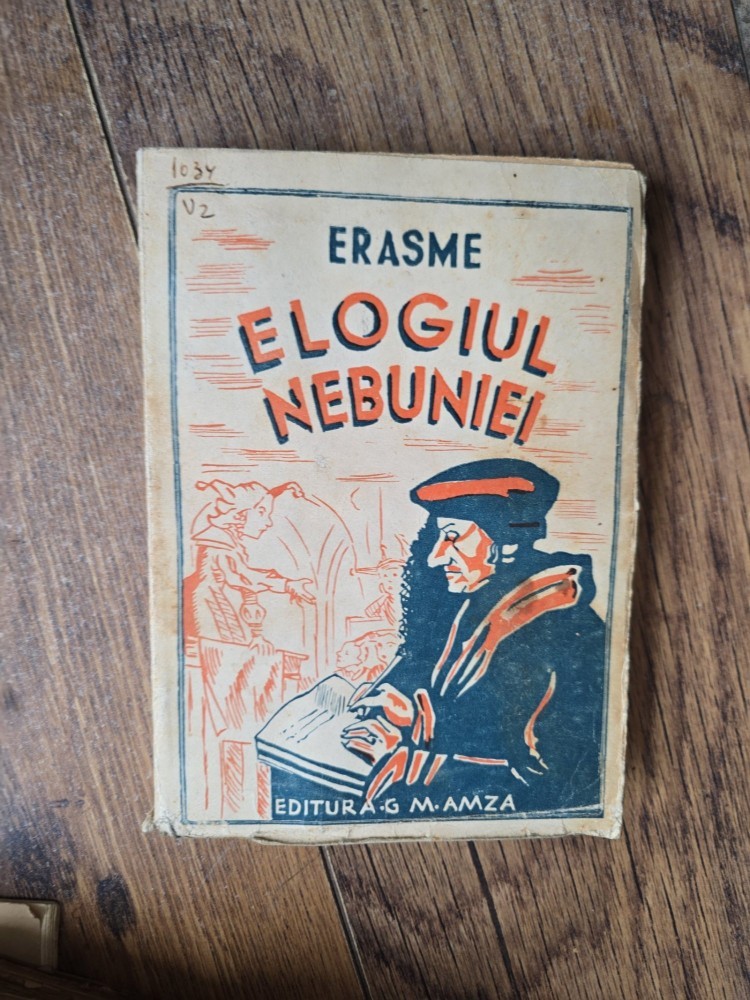 1034
V2
ERASME
ELOGIUL
NEBUNIEI
EDITURA·G M·AMZA